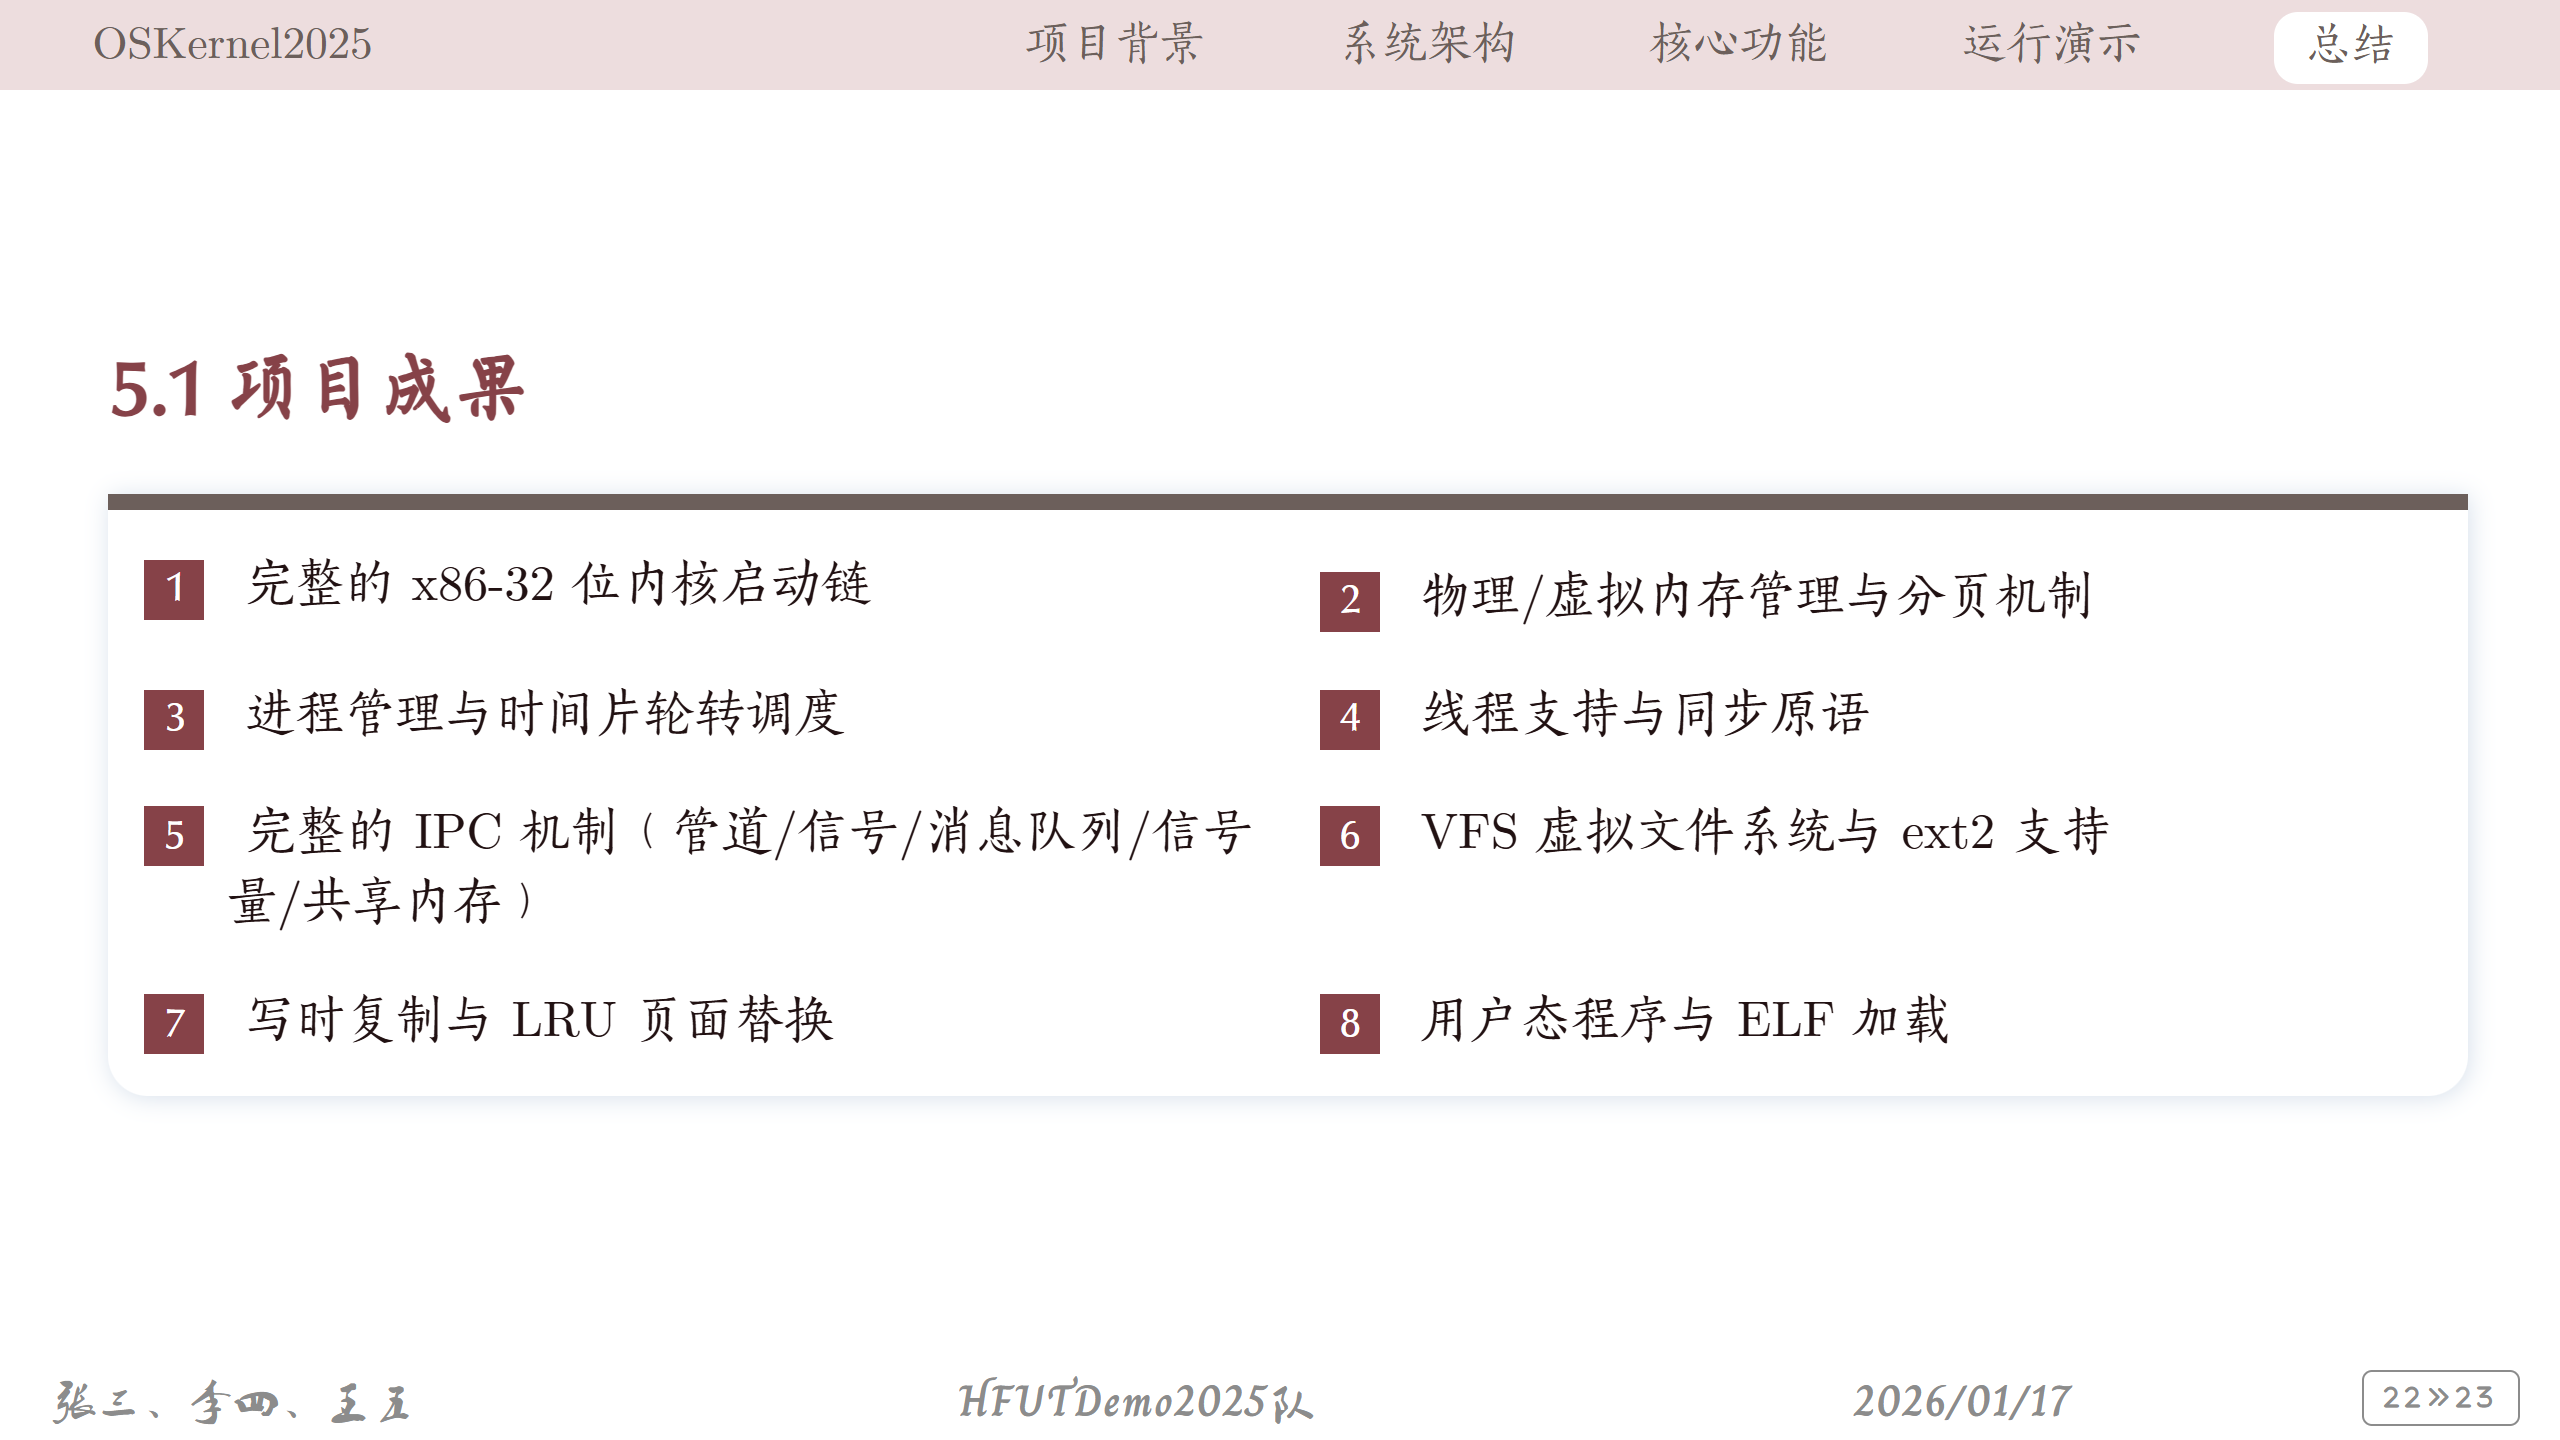 OSKernel2025 项目背景 系统架构 核心功能 运行演示 总结
5.1 项目成果
1 完整的 x86-32 位内核启动链
2 物理/虚拟内存管理与分页机制
3 进程管理与时间片轮转调度
4 线程支持与同步原语
5 完整的 IPC 机制（管道/信号/消息队列/信号
量/共享内存）
6 VFS 虚拟文件系统与 ext2 支持
7 写时复制与 LRU 页面替换
8 用户态程序与 ELF 加载
张三、李四、王五 HFUTDemo2025队 2026/01/17 22»23